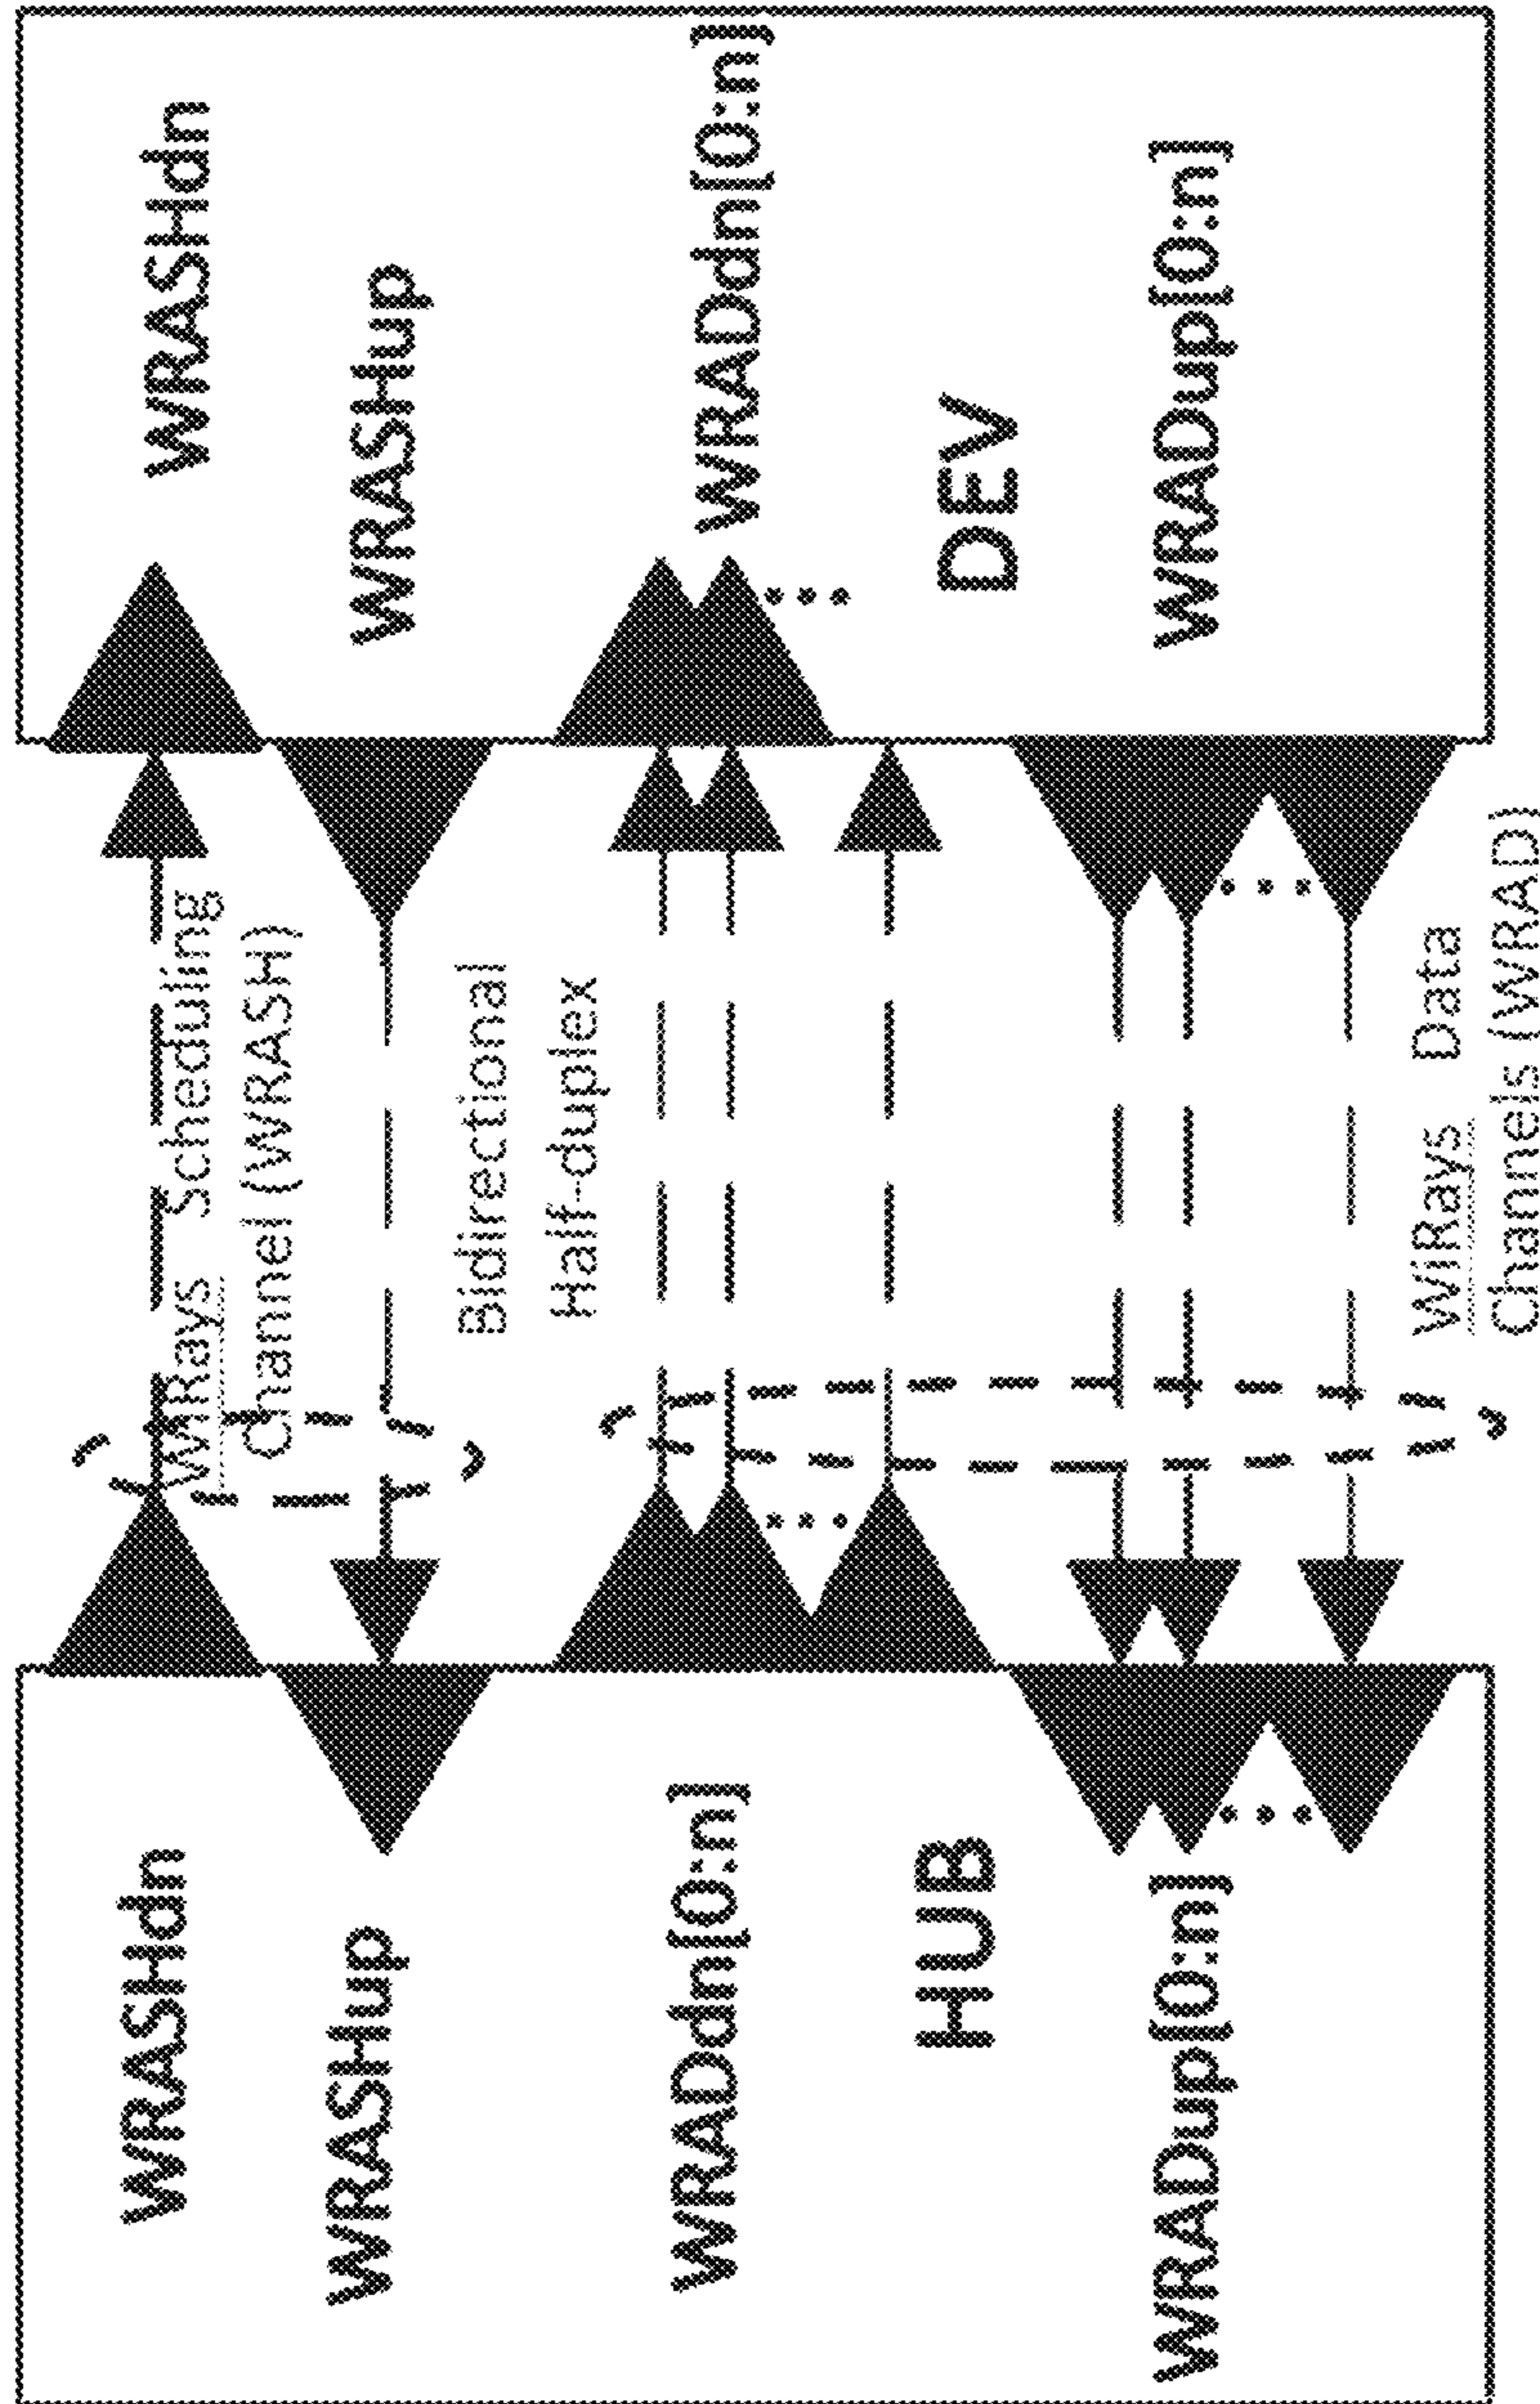 WRASHdn
WRASHup
WRADdn[0:n]
HUB
WRADup[0:n]
WiRays Scheduling
Channel (WRASH)
Bidirectional
Half-duplex
WiRays Data
Channels (WRAD)
WRASHdn
WRASHup
WRADdn[0:n]
DEV
WRADup[0:n]